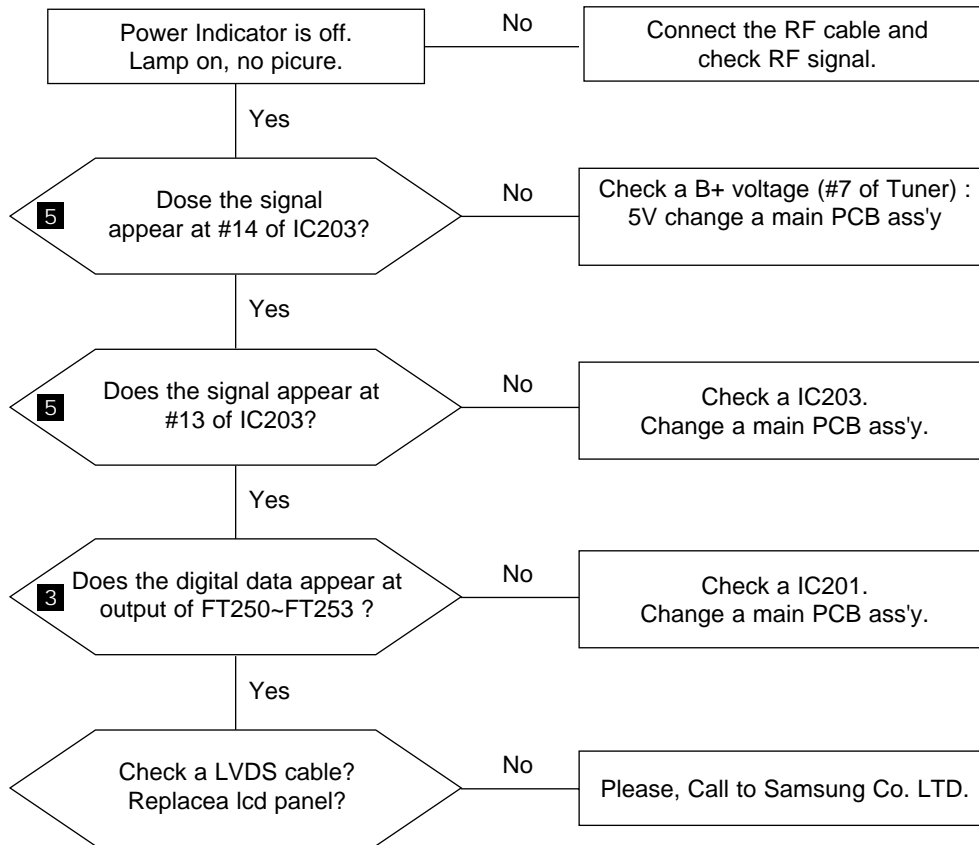 Power Indicator is off.
Lamp on, no picure.
No
Connect the RF cable and
check RF signal.
Yes
5
Dose the signal
appear at #14 of IC203?
No
Check a B+ voltage (#7 of Tuner) :
5V change a main PCB ass'y
Yes
5
Does the signal appear at
#13 of IC203?
No
Check a IC203.
Change a main PCB ass'y.
Yes
3
Does the digital data appear at
output of FT250~FT253 ?
No
Check a IC201.
Change a main PCB ass'y.
Yes
Check a LVDS cable?
Replacea lcd panel?
No
Please, Call to Samsung Co. LTD.